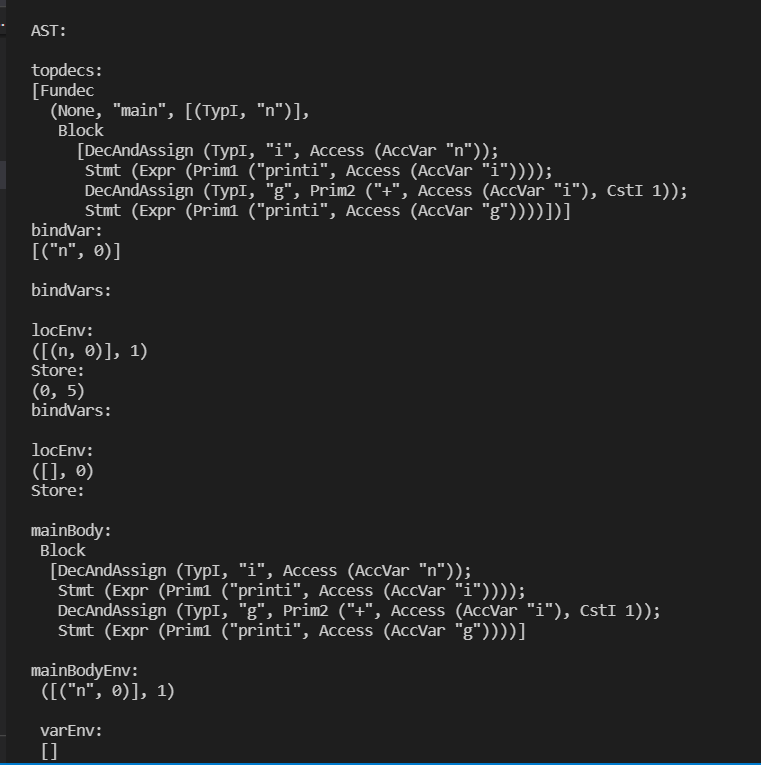 AST:
topdecs:
[Fundec
(None, "main", [(TypI, "n")],
Block
[DecAndAssign (TypI, "i", Access (AccVar "n"));
Stmt (Expr (Prim1 ("printi", Access (AccVar "i"))));
DecAndAssign (TypI, "g", Prim2 ("+", Access (AccVar "i"), CstI 1));
Stmt (Expr (Prim1 ("printi", Access (AccVar "g"))))])]
bindVar:
[("n", 0)]
bindVars:
locEnv:
([(n, 0)], 1)
Store:
(0, 5)
bindVars:
locEnv:
([], 0)
Store:
mainBody:
Block
[DecAndAssign (TypI, "i", Access (AccVar "n"));
Stmt (Expr (Prim1 ("printi", Access (AccVar "i"))));
DecAndAssign (TypI, "g", Prim2 ("+", Access (AccVar "i"), CstI 1));
Stmt (Expr (Prim1 ("printi", Access (AccVar "g"))))]
mainBodyEnv:
([("n", 0)], 1)
varEnv:
[]